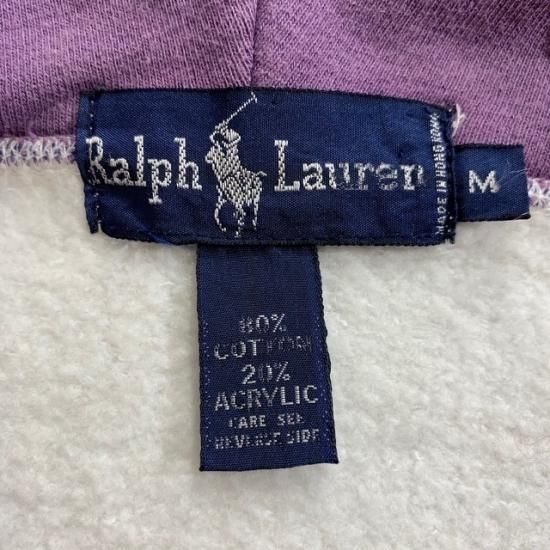 Ralph Lauren
MADE IN HONG KONG
M
80%
COTTON
20%
ACRYLIC
CARE SEE
REVERSE SIDE